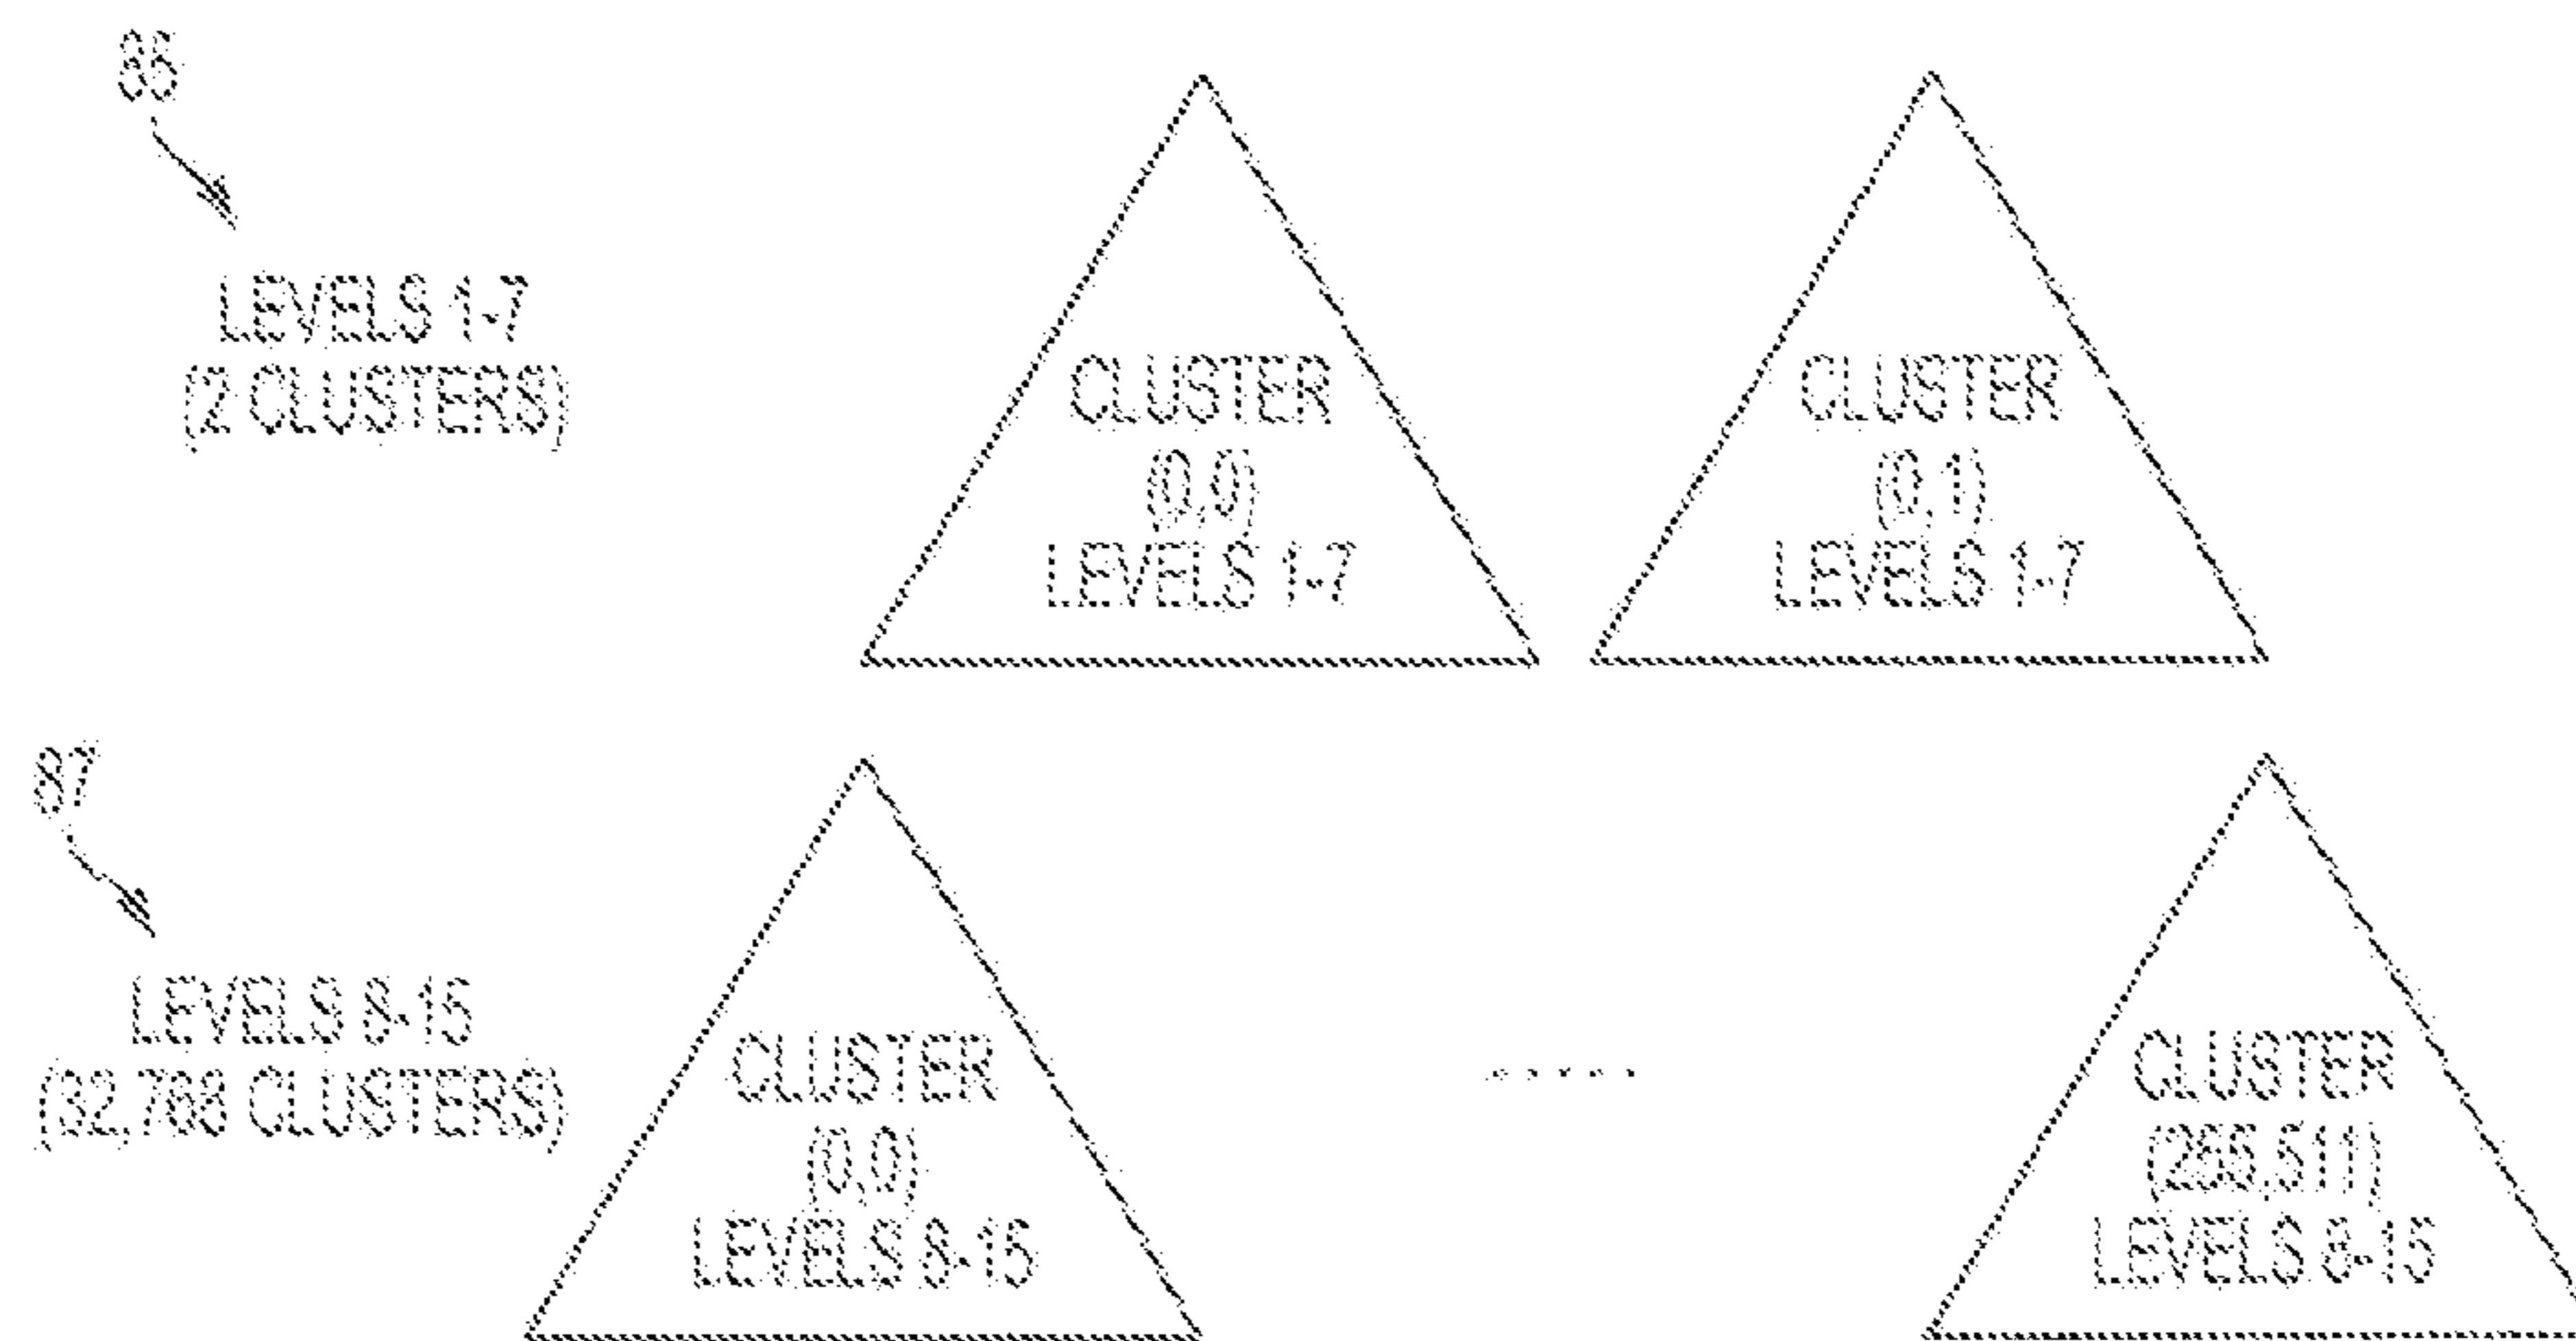 85
LEVELS 1-7
(2 CLUSTERS)
CLUSTER
(0,0)
LEVELS 1-7
CLUSTER
(0,1)
LEVELS 1-7
87
LEVELS 8-15
(32,768 CLUSTERS)
CLUSTER
(0,0)
LEVELS 8-15
.....
CLUSTER
(255,511)
LEVELS 8-15